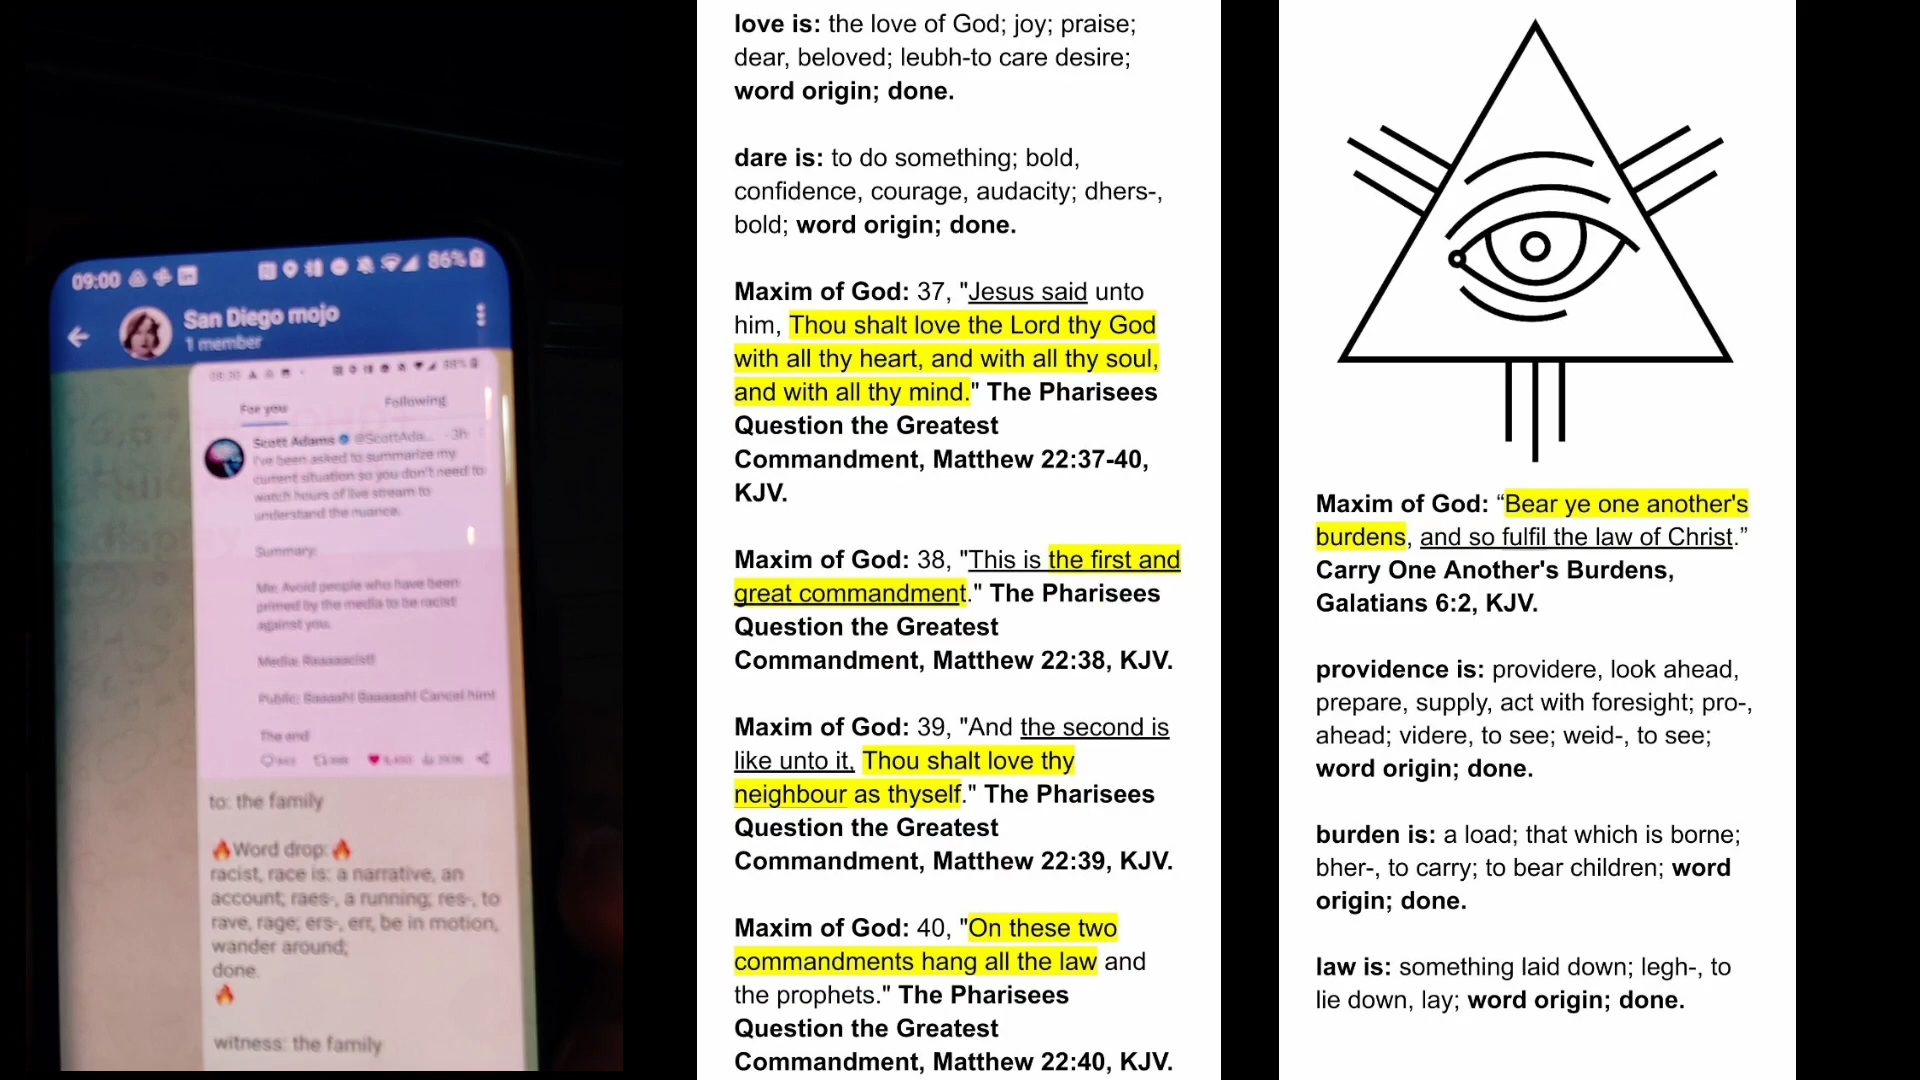 09:00
86%
San Diego mojo
1 member
For you
Following
Scott Adams @ScottAda... · 3h
I've been asked to summarize my
current situation so you don't need to
watch hours of live stream to
understand the nuance.
Summary:
Me: Avoid people who have been
primed by the media to be racist
against you.
Media: Raaaaacist!
Public: Baaaah! Baaaaah! Cancel him!
The end
to: the family
🔥Word drop: 🔥
racist, race is: a narrative, an
account; raes-, a running; res-, to
rave, rage; ers-, err, be in motion,
wander around;
done.
🔥
witness: the family
love is: the love of God; joy; praise;
dear, beloved; leubh-to care desire;
word origin; done.
dare is: to do something; bold,
confidence, courage, audacity; dhers-,
bold; word origin; done.
Maxim of God: 37, "Jesus said unto
him, Thou shalt love the Lord thy God
with all thy heart, and with all thy soul,
and with all thy mind." The Pharisees
Question the Greatest
Commandment, Matthew 22:37-40,
KJV.
Maxim of God: 38, "This is the first and
great commandment." The Pharisees
Question the Greatest
Commandment, Matthew 22:38, KJV.
Maxim of God: 39, "And the second is
like unto it, Thou shalt love thy
neighbour as thyself." The Pharisees
Question the Greatest
Commandment, Matthew 22:39, KJV.
Maxim of God: 40, "On these two
commandments hang all the law and
the prophets." The Pharisees
Question the Greatest
Commandment, Matthew 22:40, KJV.
Maxim of God: “Bear ye one another's
burdens, and so fulfil the law of Christ.”
Carry One Another's Burdens,
Galatians 6:2, KJV.
providence is: providere, look ahead,
prepare, supply, act with foresight; pro-,
ahead; videre, to see; weid-, to see;
word origin; done.
burden is: a load; that which is borne;
bher-, to carry; to bear children; word
origin; done.
law is: something laid down; legh-, to
lie down, lay; word origin; done.